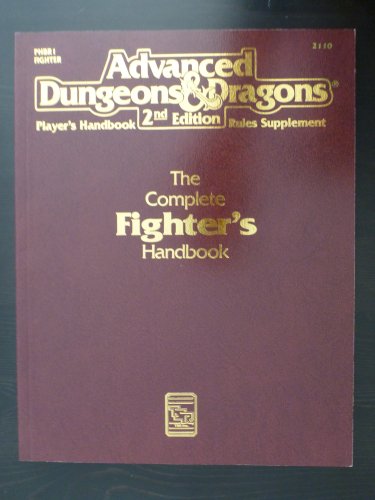 PHBR1
FIGHTER
2110
Advanced
Dungeons & Dragons®
Player's Handbook 2nd Edition Rules Supplement
The
Complete
Fighter's
Handbook